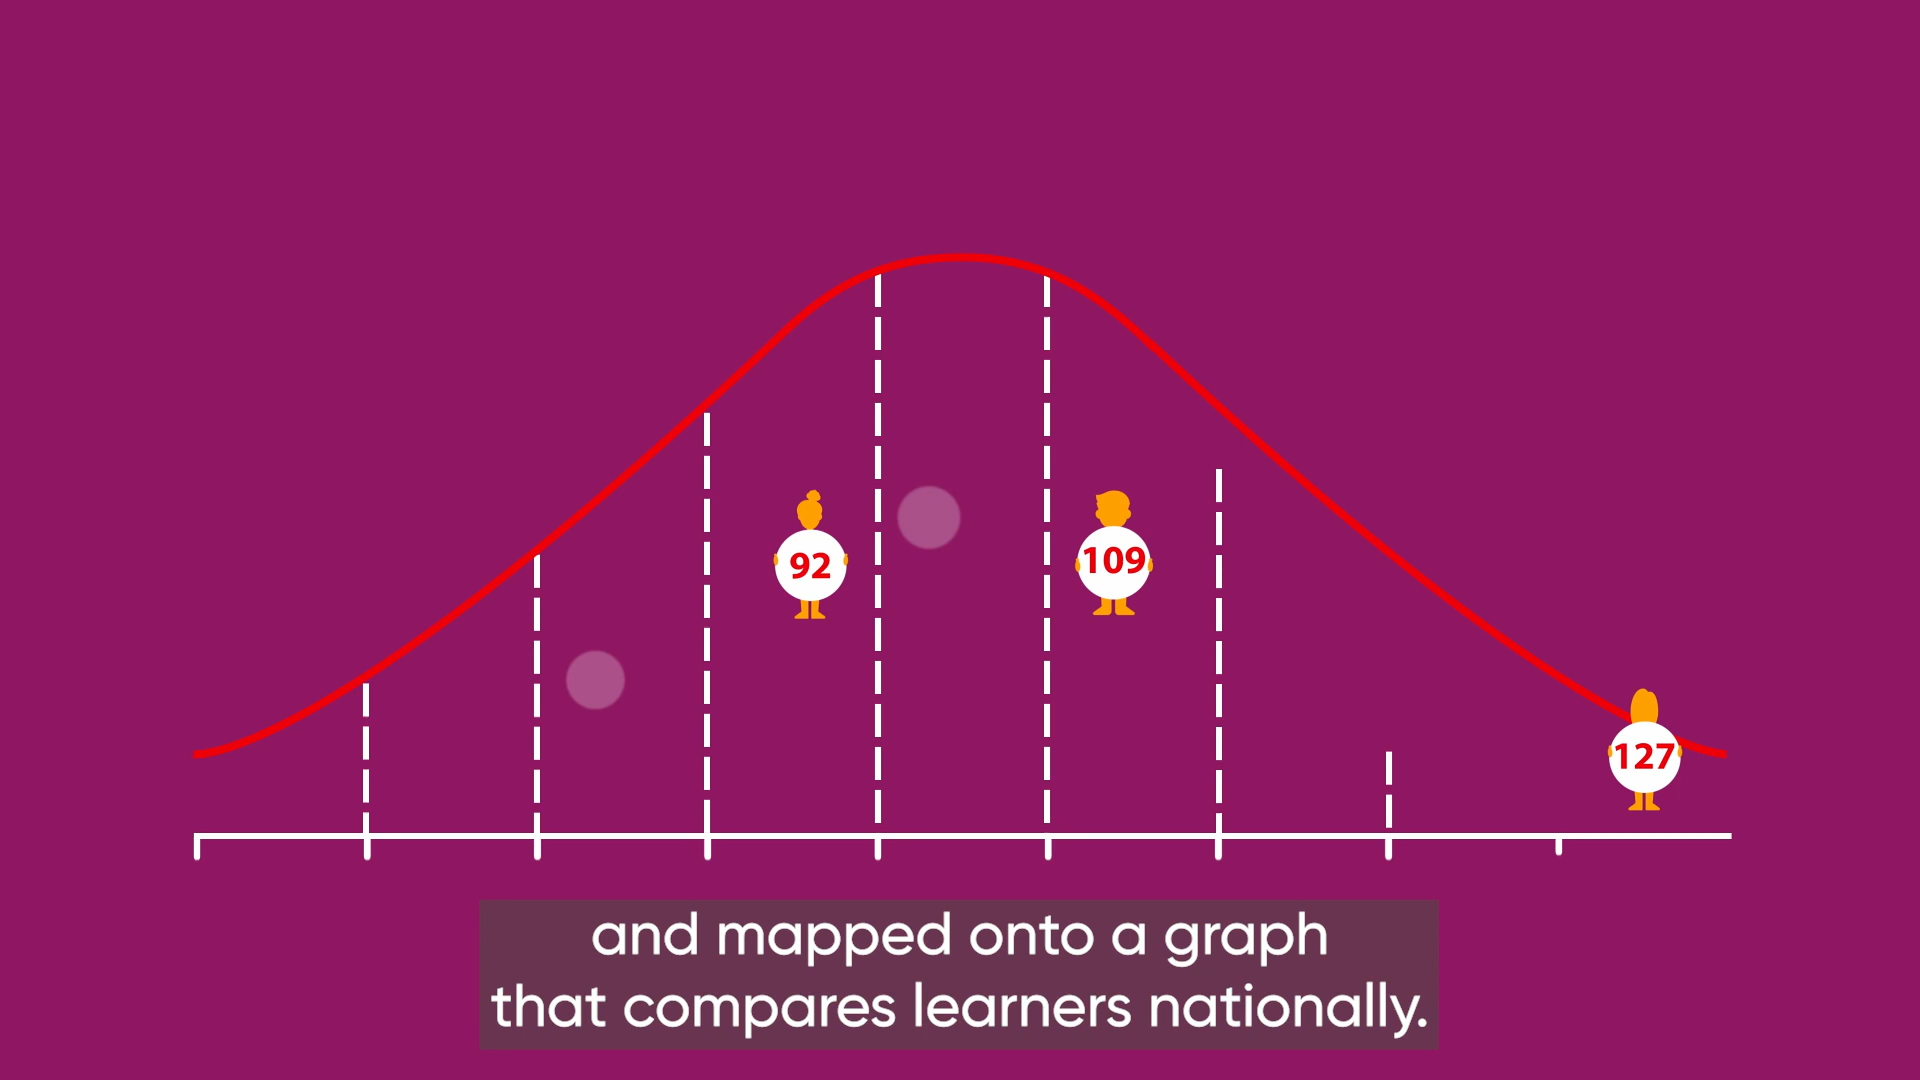 92
109
127
and mapped onto a graph
that compares learners nationally.